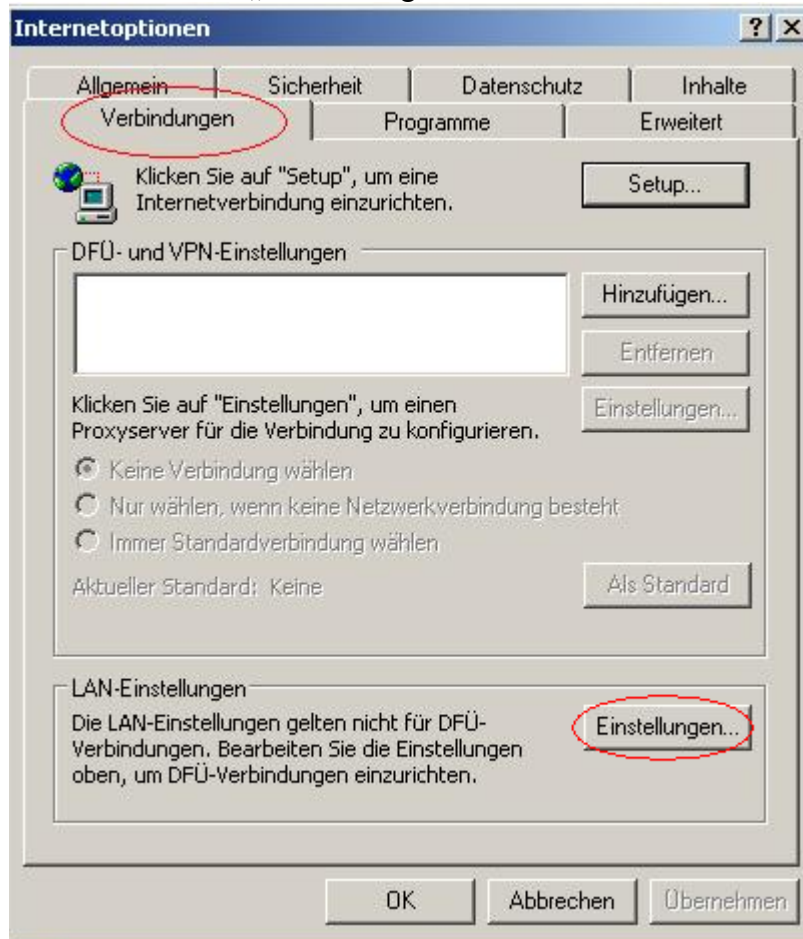 Internetoptionen
Allgemein Sicherheit Datenschutz Inhalte
Verbindungen Programme Erweitert
Klicken Sie auf "Setup", um eine
Internetverbindung einzurichten.
Setup...
DFÜ- und VPN-Einstellungen
Hinzufügen...
Entfernen
Klicken Sie auf "Einstellungen", um einen
Proxyserver für die Verbindung zu konfigurieren.
Einstellungen...
Keine Verbindung wählen
Nur wählen, wenn keine Netzwerkverbindung besteht
Immer Standardverbindung wählen
Aktueller Standard: Keine
Als Standard
LAN-Einstellungen
Die LAN-Einstellungen gelten nicht für DFÜ-
Verbindungen. Bearbeiten Sie die Einstellungen
oben, um DFÜ-Verbindungen einzurichten.
Einstellungen...
OK Abbrechen Übernehmen